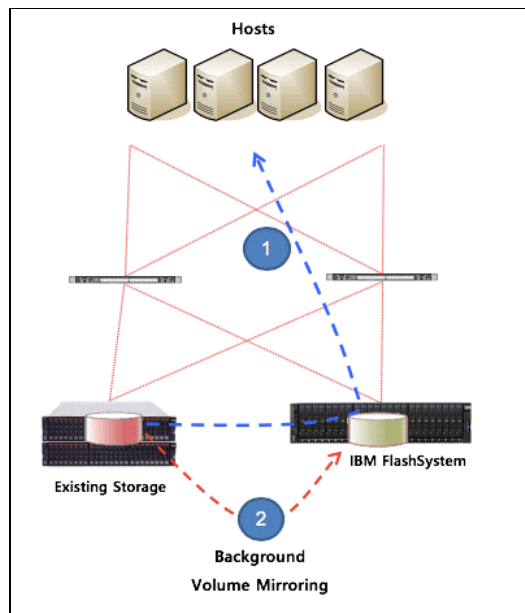 Hosts
1
Existing Storage
IBM FlashSystem
2
Background
Volume Mirroring